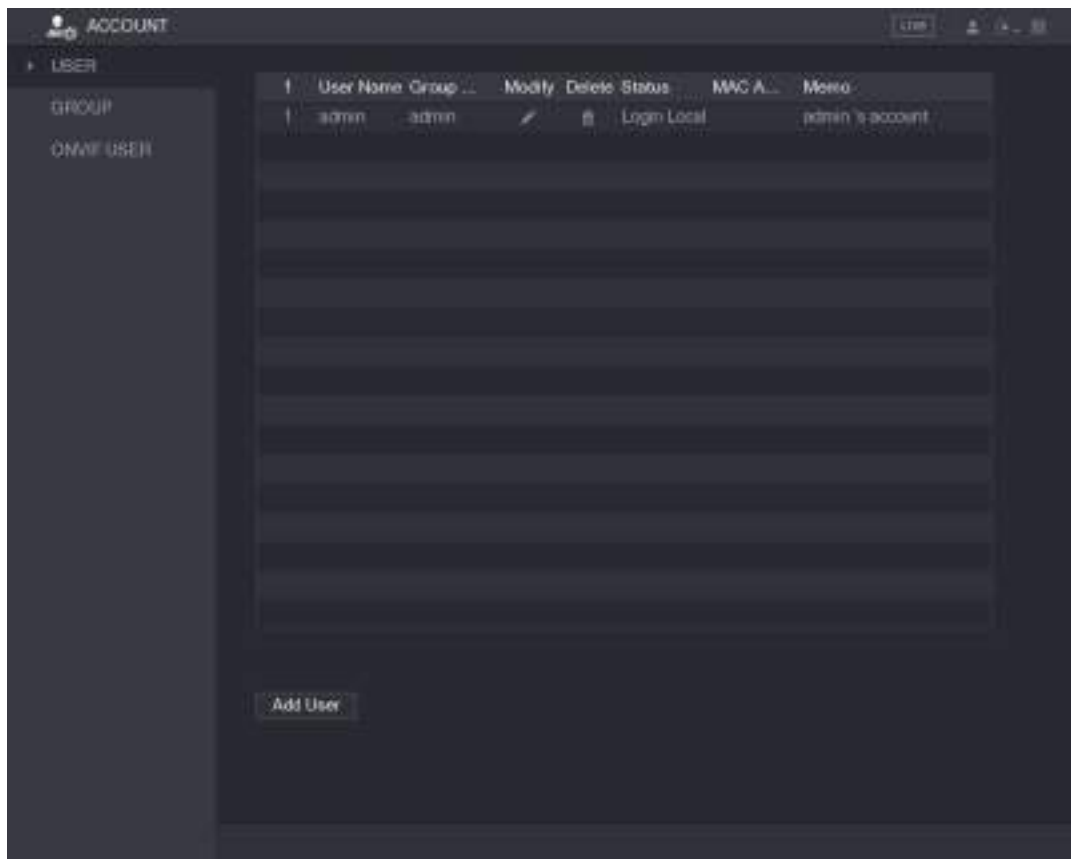 ACCOUNT LIVE
USER
GROUP
ONVIF USER
1 User Name Group ... Modify Delete Status MAC A... Memo
1 admin admin Login Local admin 's account
Add User